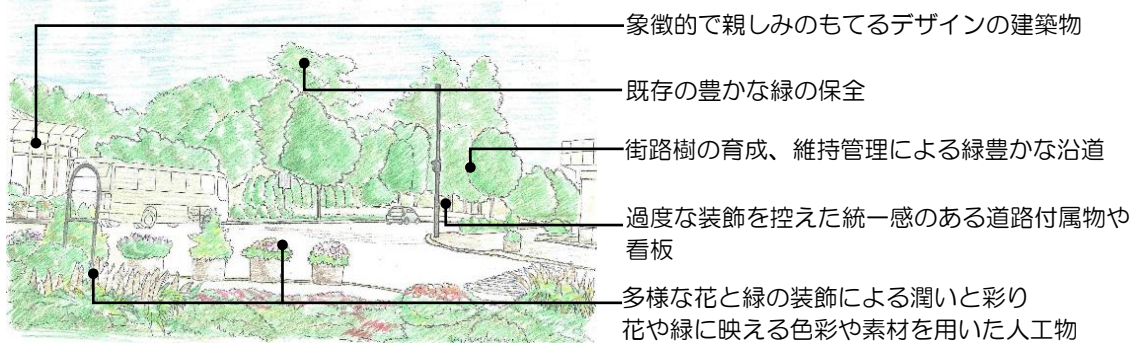 象徴的で親しみのもてるデザインの建築物
既存の豊かな緑の保全
街路樹の育成、維持管理による緑豊かな沿道
過度な装飾を控えた統一感のある道路付属物や
看板
多様な花と緑の装飾による潤いと彩り
花や緑に映える色彩や素材を用いた人工物